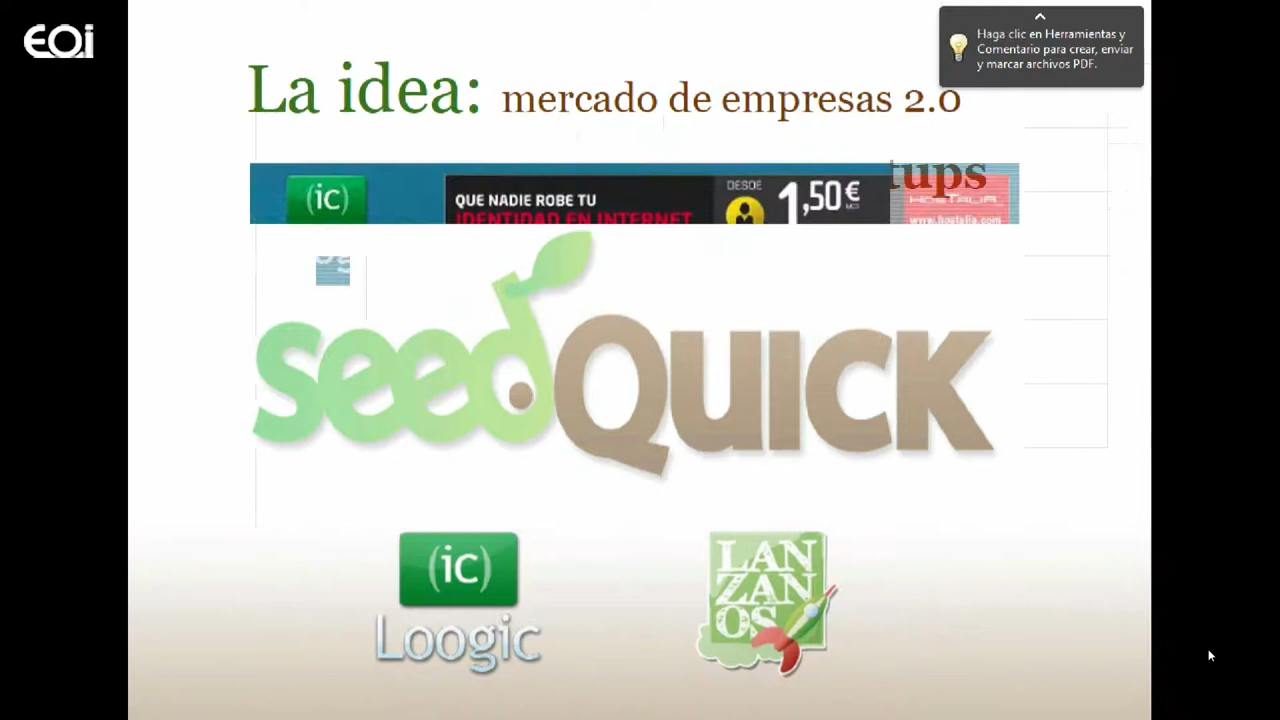 EOi
Haga clic en Herramientas y
Comentario para crear, enviar
y marcar archivos PDF.
La idea: mercado de empresas 2.0
tups
(ic)
QUE NADIE ROBE TU
IDENTIDAD EN INTERNET
DESDE
1,50€
HOSTALIA
www.hostalia.com
seedQUICK
(ic)
Loogic
LAN
ZAN
OS